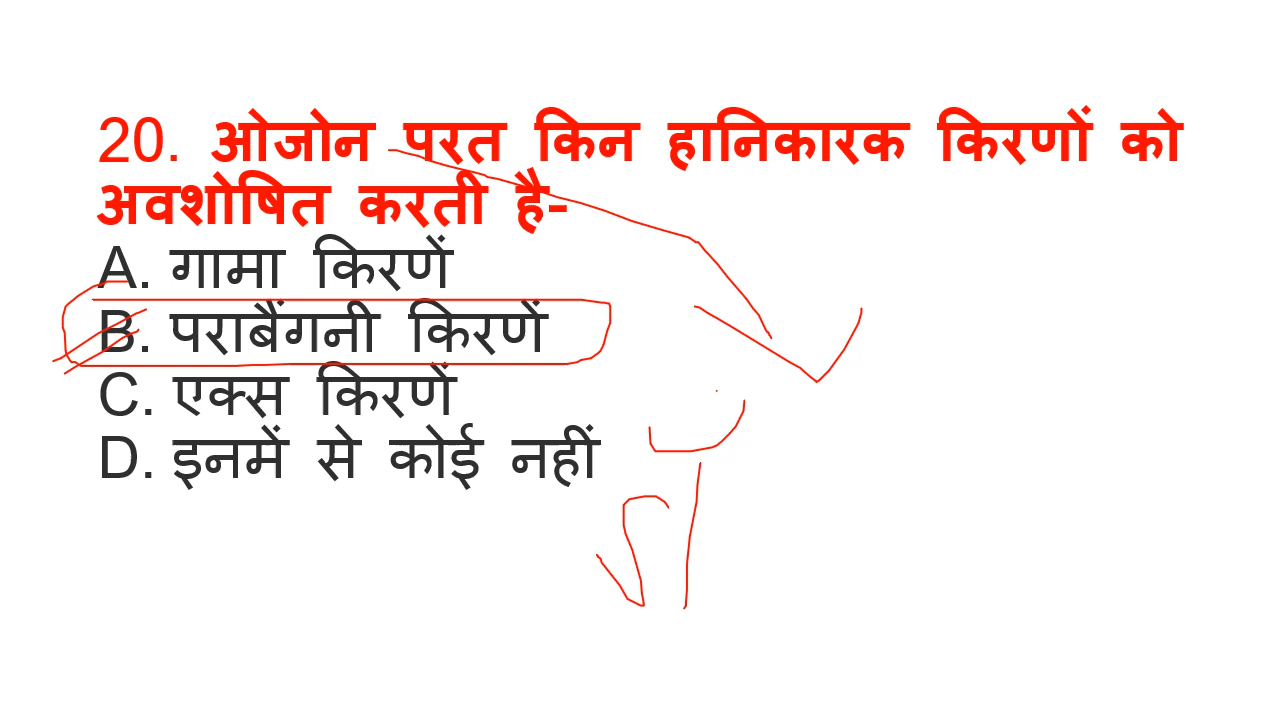 20. ओजोन परत किन हानिकारक किरणों को
अवशोषित करती है-
A. गामा किरणें
B. पराबैंगनी किरणें
C. एक्स किरणें
D. इनमें से कोई नहीं